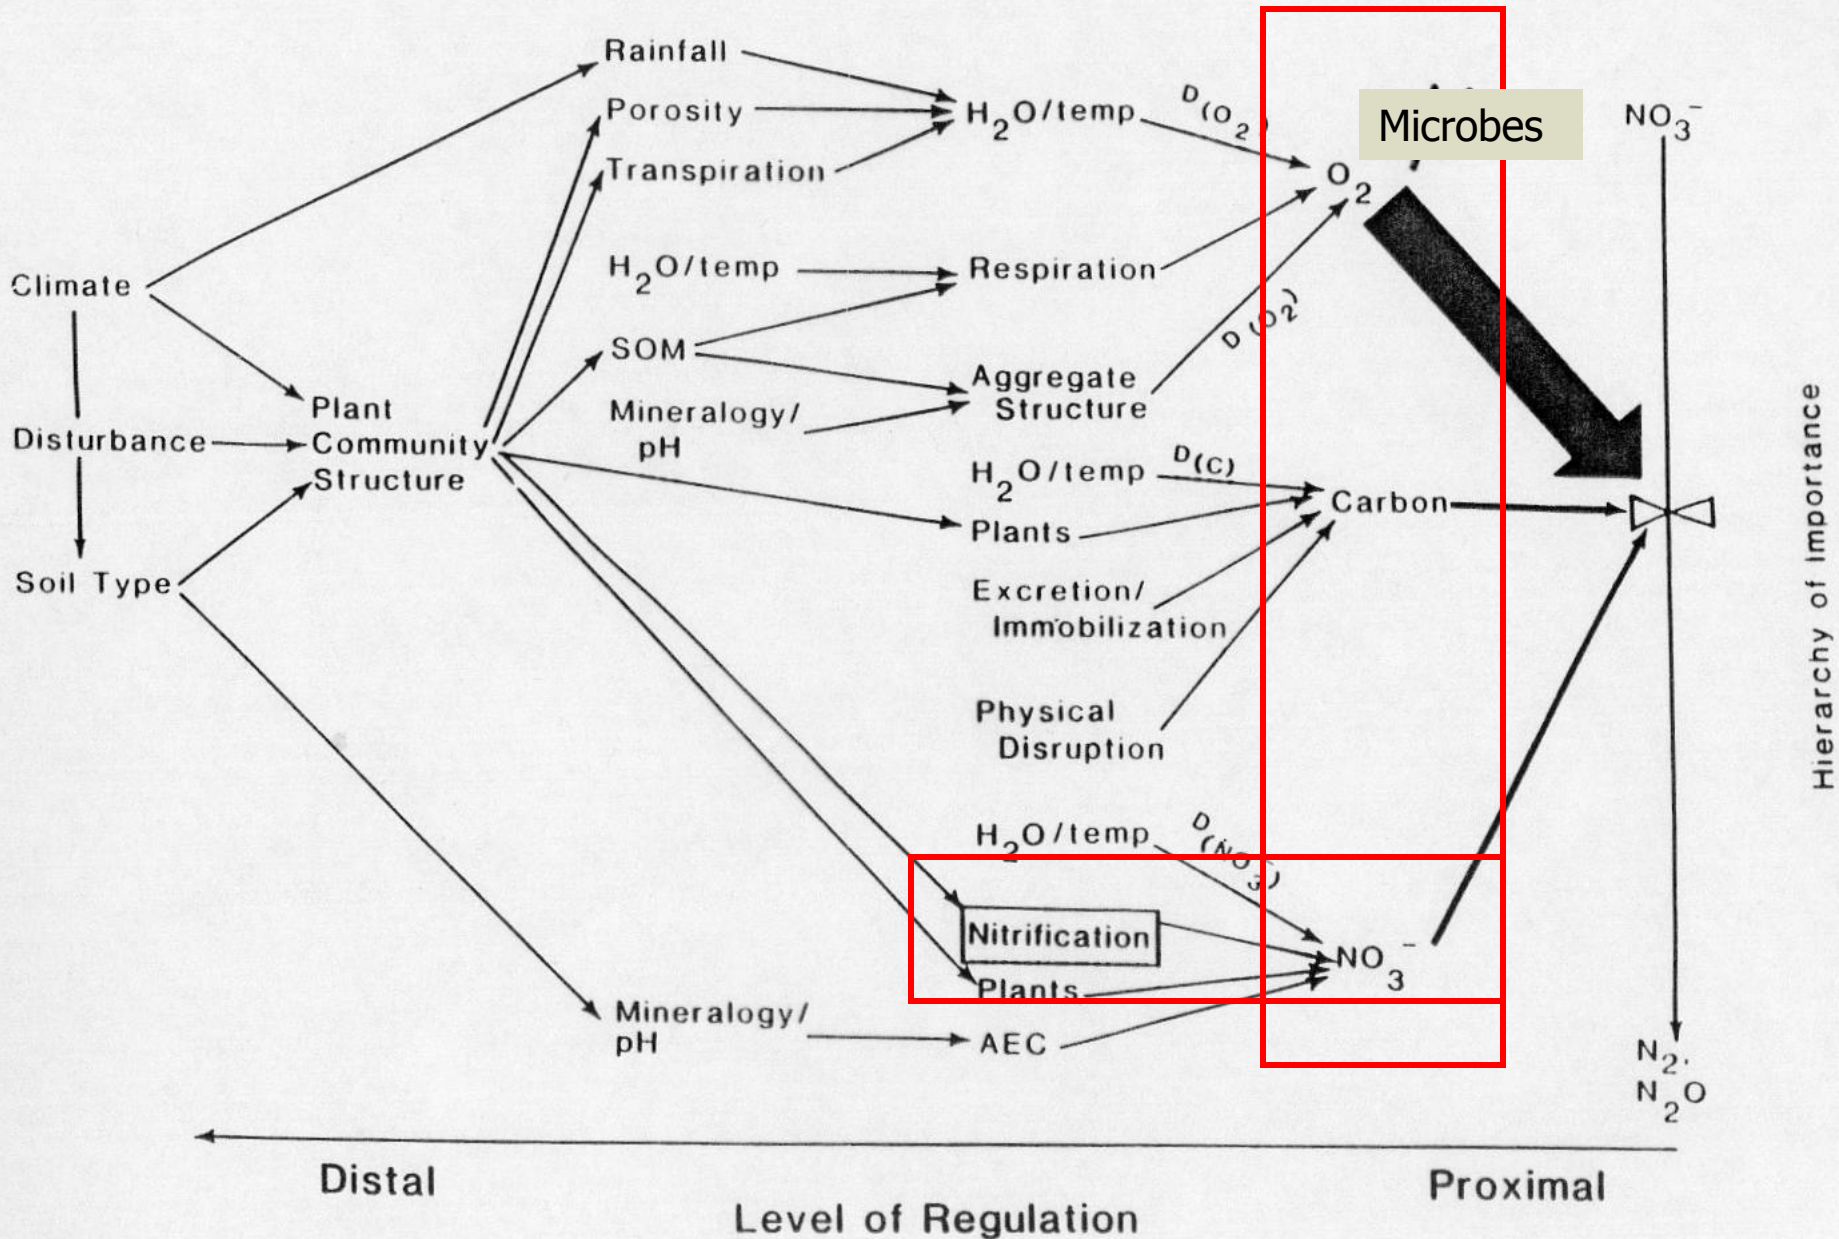 Rainfall
Porosity
Transpiration
H₂O/temp
D(O₂)
Microbes
O₂
NO₃⁻
Climate
H₂O/temp
Respiration
SOM
Mineralogy/
pH
Aggregate
Structure
D(O₂)
Disturbance
Plant
Community
Structure
H₂O/temp
D(C)
Plants
Carbon
Excretion/
Immobilization
Soil Type
Physical
Disruption
H₂O/temp
D(NO₃⁻)
Nitrification
Plants
NO₃⁻
Mineralogy/
pH
AEC
N₂,
N₂O
Hierarchy of Importance
Distal
Proximal
Level of Regulation